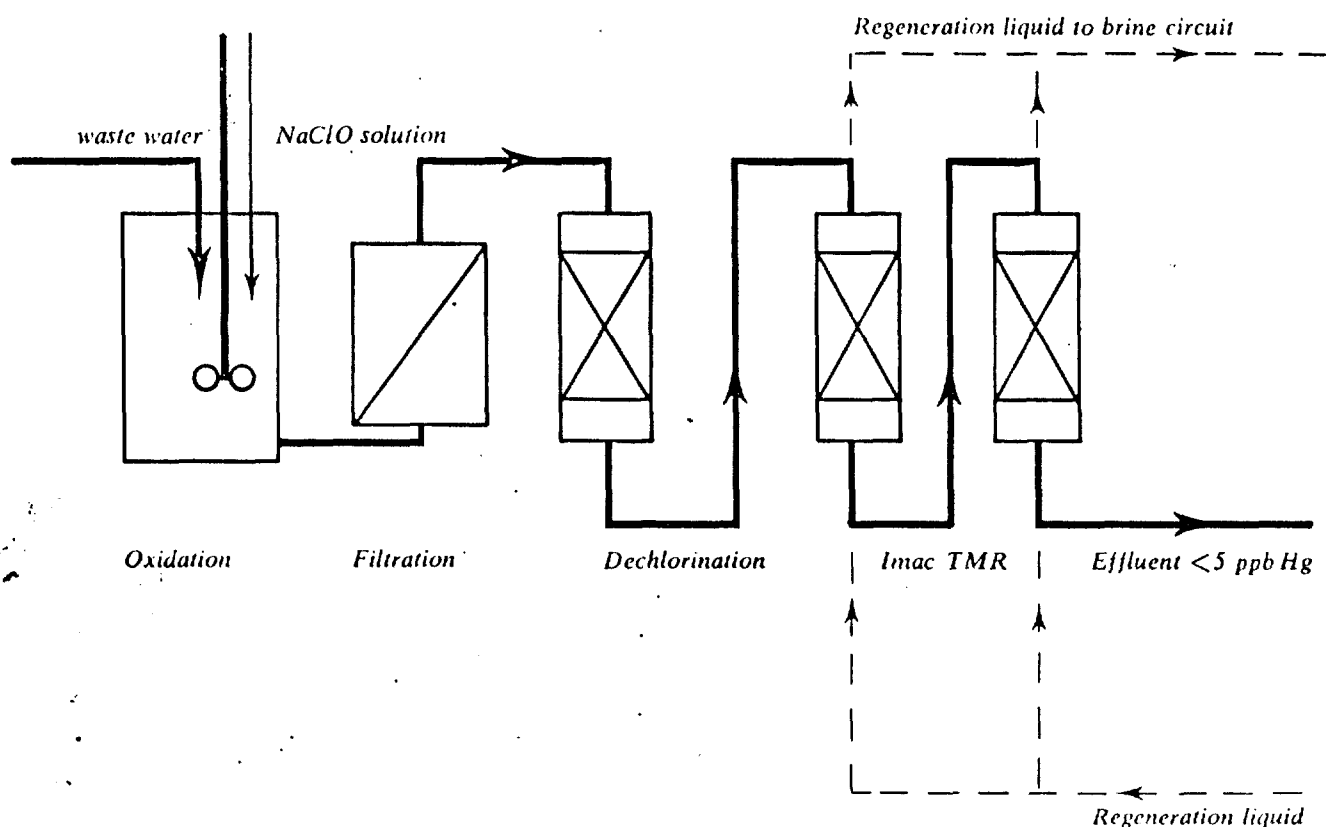 Regeneration liquid to brine circuit
waste water
NaClO solution
Oxidation
Filtration
Dechlorination
Imac TMR
Effluent <5 ppb Hg
Regeneration liquid